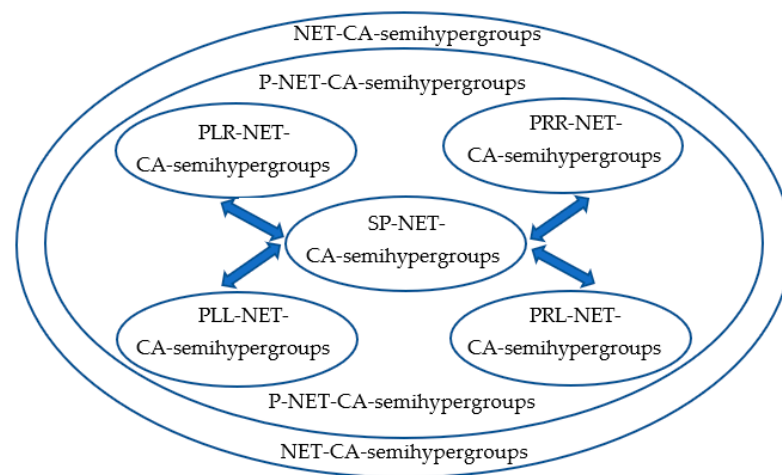 NET-CA-semihypergroups
P-NET-CA-semihypergroups
PLR-NET-
CA-semihypergroups
PRR-NET-
CA-semihypergroups
SP-NET-
CA-semihypergroups
PLL-NET-
CA-semihypergroups
PRL-NET-
CA-semihypergroups
P-NET-CA-semihypergroups
NET-CA-semihypergroups